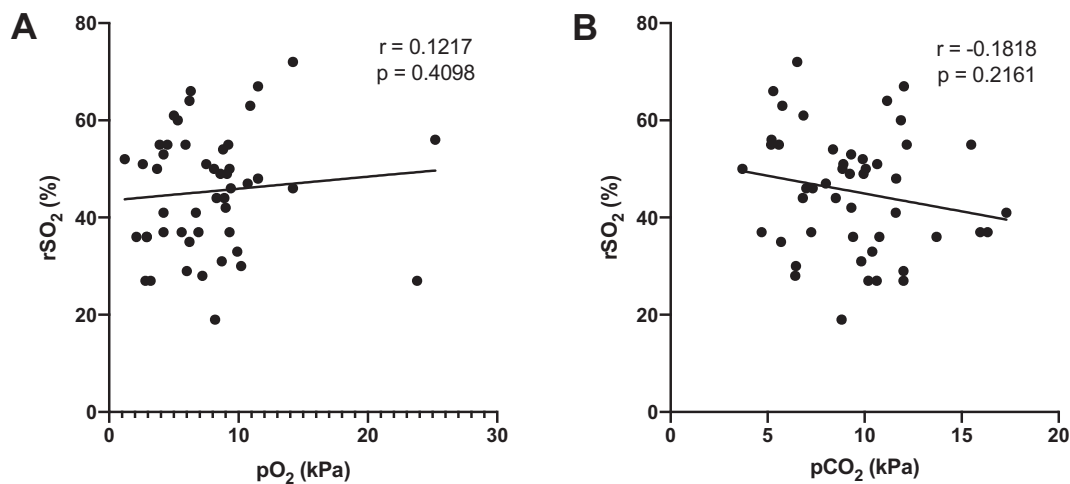 A
r = 0.1217
p = 0.4098
80
60
40
20
0
rSO₂ (%)
0 10 20 30
pO₂ (kPa)
B
r = -0.1818
p = 0.2161
80
60
40
20
0
rSO₂ (%)
0 5 10 15 20
pCO₂ (kPa)